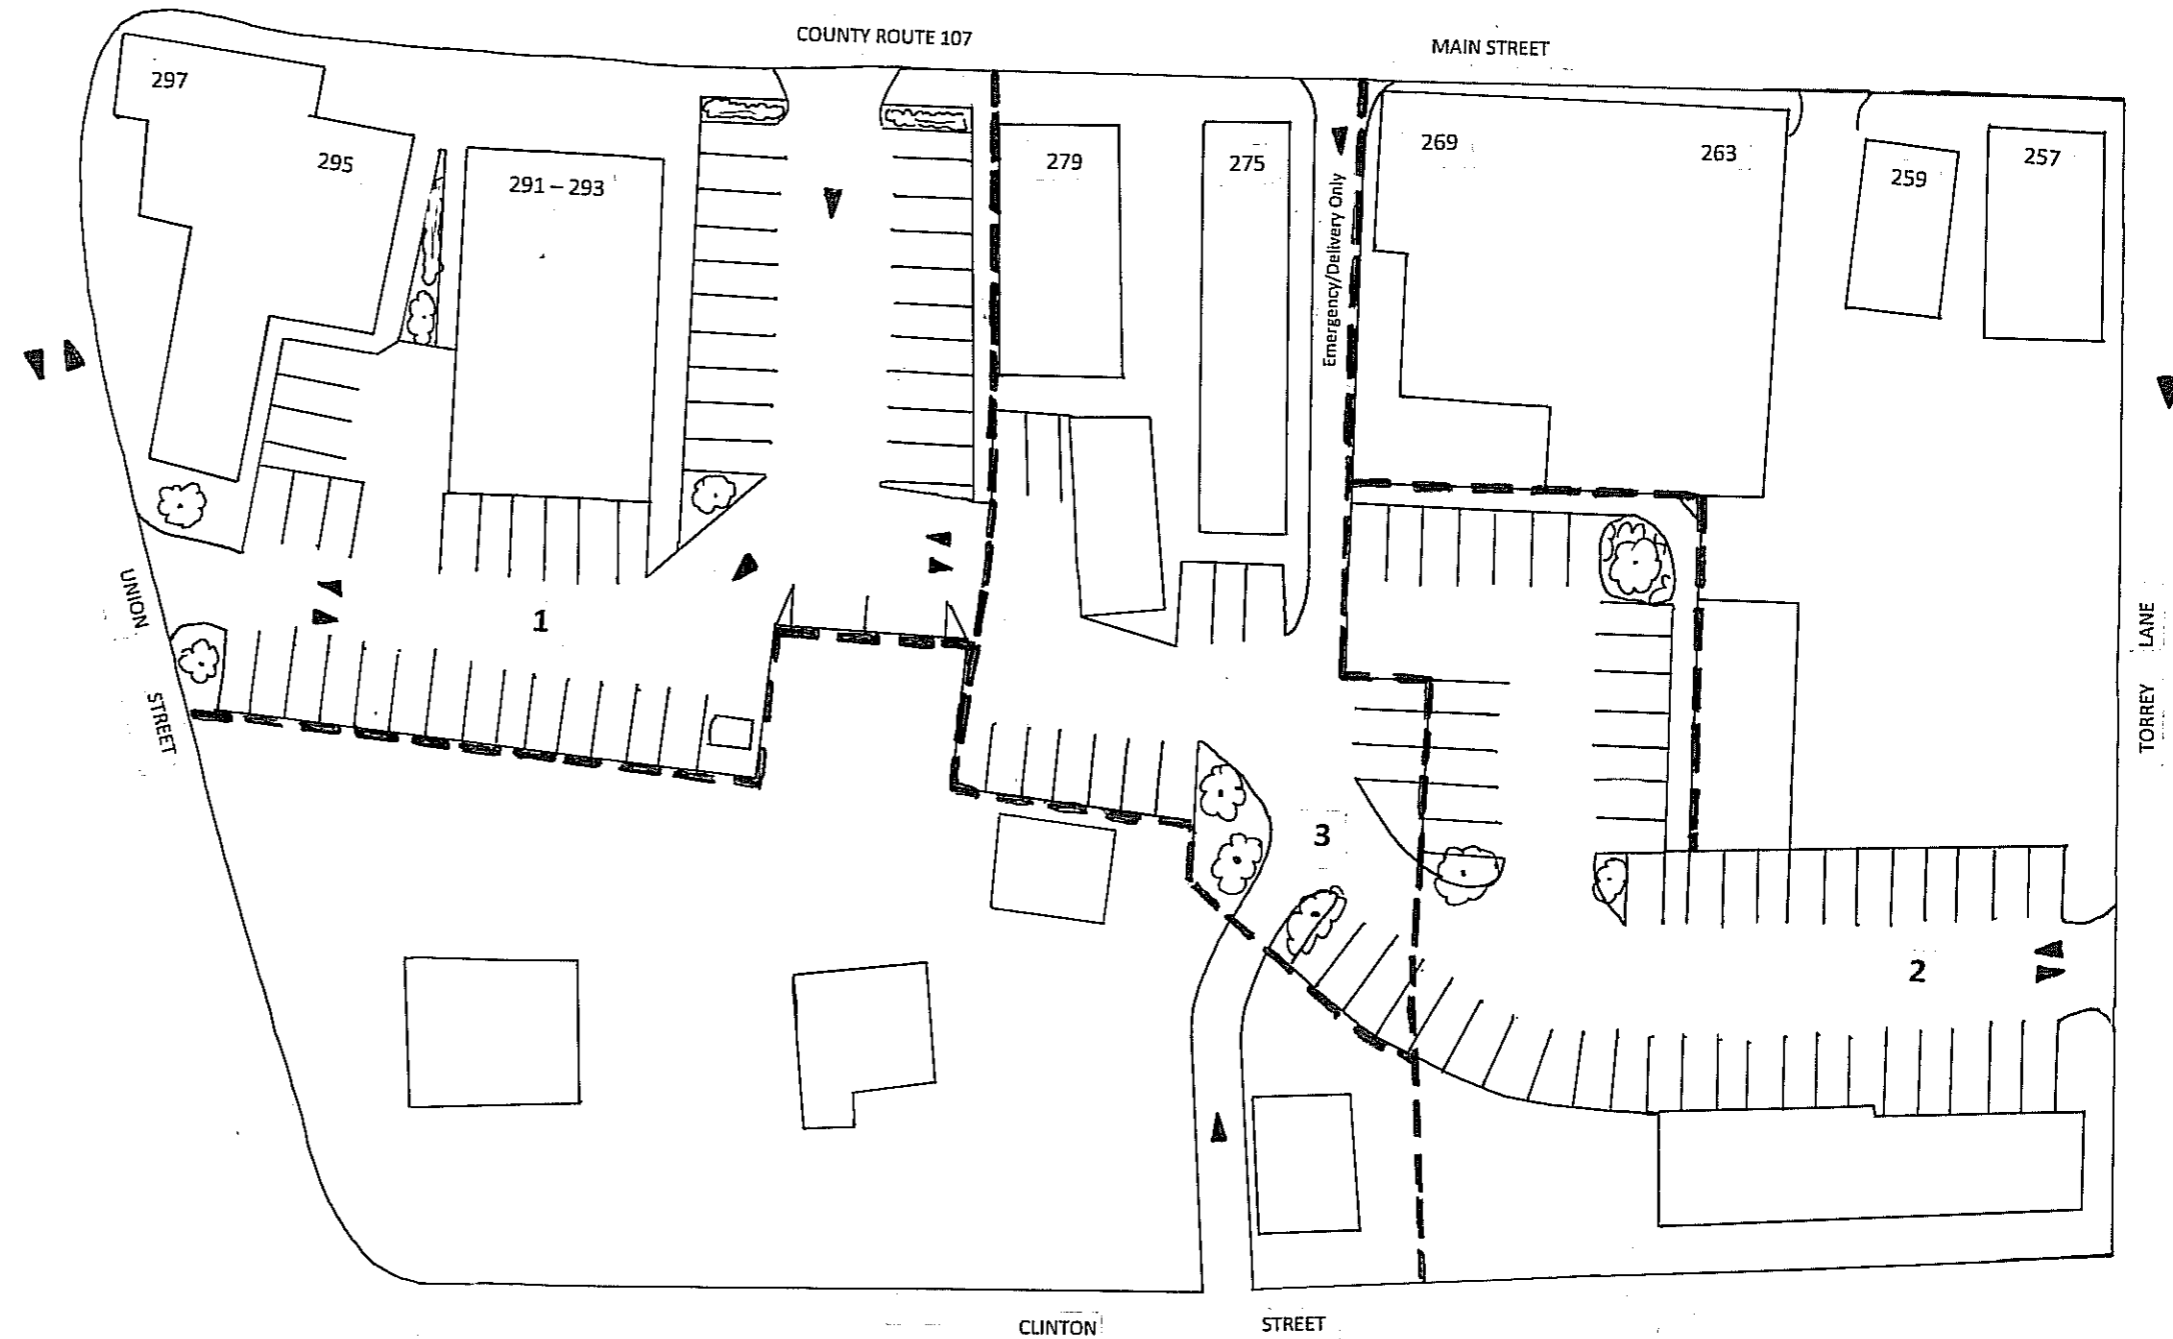 COUNTY ROUTE 107
MAIN STREET
297
295
291 – 293
279
275
Emergency/Delivery Only
269
263
259
257
UNION
STREET
1
3
2
TORREY LANE
CLINTON STREET